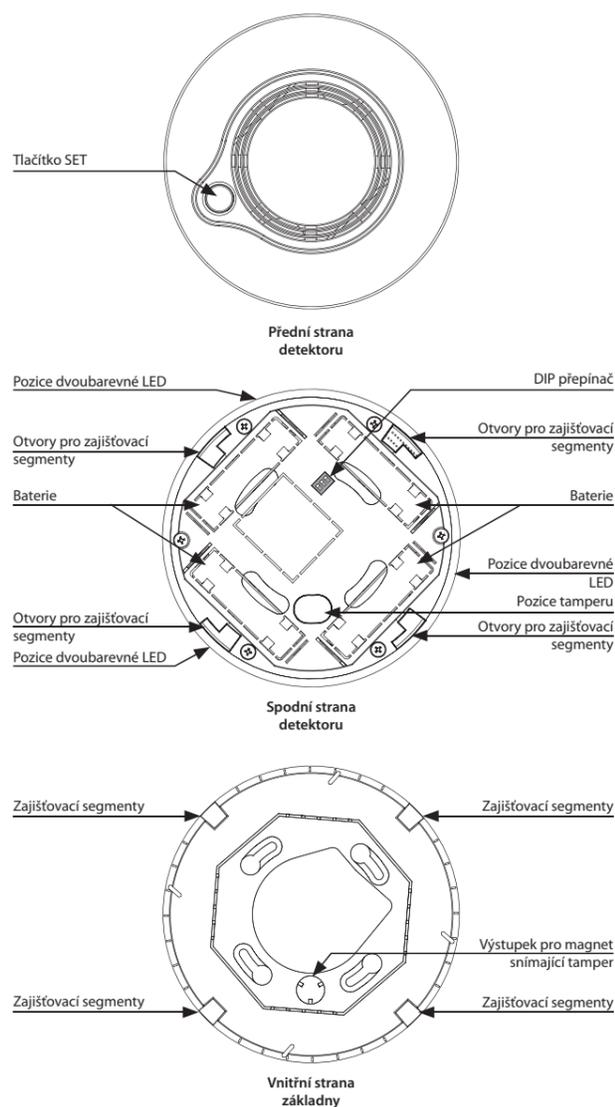 Tlačítko SET
Přední strana
detektoru
Pozice dvoubarevné LED
DIP přepínač
Otvory pro zajišťovací
segmenty
Otvory pro zajišťovací
segmenty
Baterie
Baterie
Pozice dvoubarevné
LED
Pozice tamperu
Otvory pro zajišťovací
segmenty
Otvory pro zajišťovací
segmenty
Pozice dvoubarevné LED
Spodní strana
detektoru
Zajišťovací segmenty
Zajišťovací segmenty
Výstupek pro magnet
snímající tamper
Zajišťovací segmenty
Zajišťovací segmenty
Vnitřní strana
základny